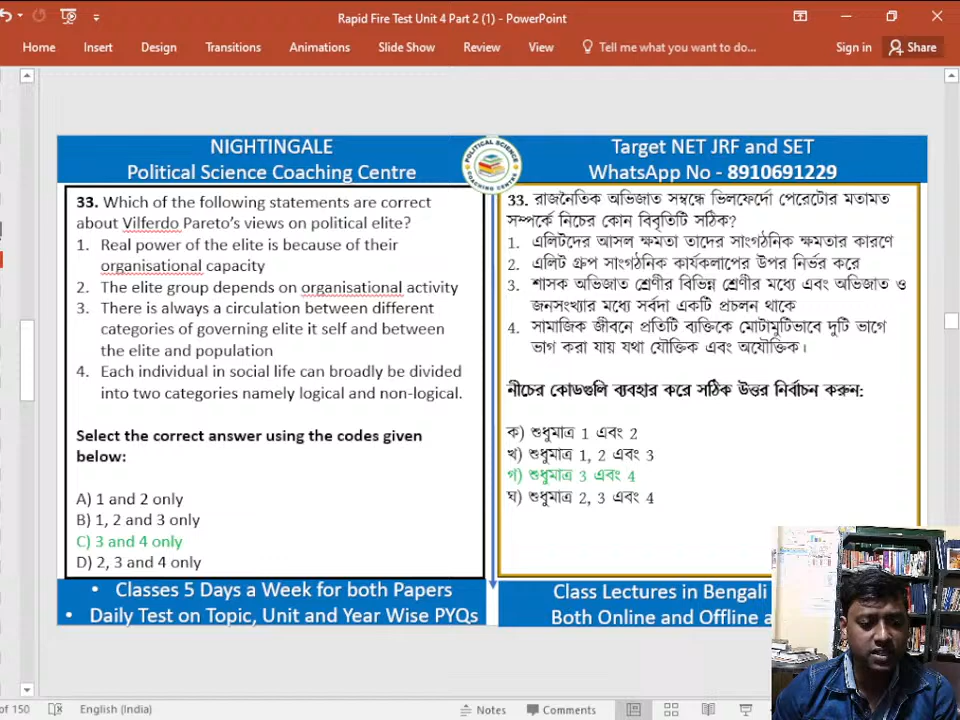 Rapid Fire Test Unit 4 Part 2 (1) - PowerPoint
Home Insert Design Transitions Animations Slide Show Review View Tell me what you want to do... Sign in Share
NIGHTINGALE
Political Science Coaching Centre
POLITICAL SCIENCE
COACHING CENTRE
Target NET JRF and SET
WhatsApp No - 8910691229
33. Which of the following statements are correct
about Vilferdo Pareto's views on political elite?
1. Real power of the elite is because of their
organisational capacity
2. The elite group depends on organisational activity
3. There is always a circulation between different
categories of governing elite it self and between
the elite and population
4. Each individual in social life can broadly be divided
into two categories namely logical and non-logical.
Select the correct answer using the codes given
below:
A) 1 and 2 only
B) 1, 2 and 3 only
C) 3 and 4 only
D) 2, 3 and 4 only
33. রাজনৈতিক অভিজাত সম্বন্ধে ভিলফের্দো পেরেটোর মতামত
সম্পর্কে নিচের কোন বিবৃতিটি সঠিক?
1. এলিটদের আসল ক্ষমতা তাদের সাংগঠনিক ক্ষমতার কারণে
2. এলিট গ্রুপ সাংগঠনিক কার্যকলাপের উপর নির্ভর করে
3. শাসক অভিজাত শ্রেণীর বিভিন্ন শ্রেণীর মধ্যে এবং অভিজাত ও
জনসংখ্যার মধ্যে সর্বদা একটি প্রচলন থাকে
4. সামাজিক জীবনে প্রতিটি ব্যক্তিকে মোটামুটিভাবে দুটি ভাগে
ভাগ করা যায় যথা যৌক্তিক এবং অযৌক্তিক।
নীচের কোডগুলি ব্যবহার করে সঠিক উত্তর নির্বাচন করুন:
ক) শুধুমাত্র 1 এবং 2
খ) শুধুমাত্র 1, 2 এবং 3
গ) শুধুমাত্র 3 এবং 4
ঘ) শুধুমাত্র 2, 3 এবং 4
• Classes 5 Days a Week for both Papers
• Daily Test on Topic, Unit and Year Wise PYQs
Class Lectures in Bengali
Both Online and Offline a
of 150 English (India) Notes Comments